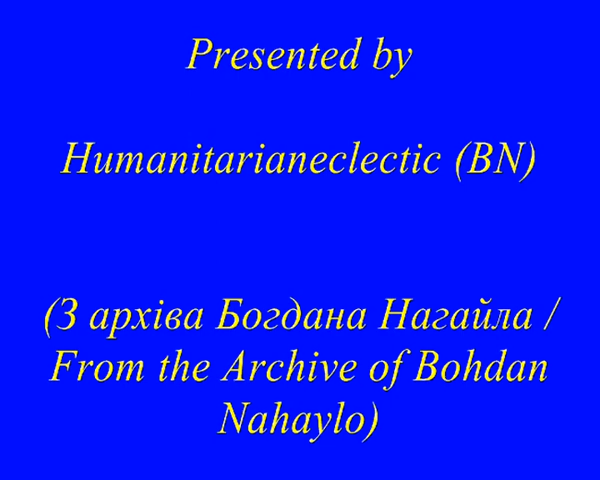 Presented by
Humanitarianeclectic (BN)
(З архіва Богдана Нагайла /
From the Archive of Bohdan
Nahaylo)